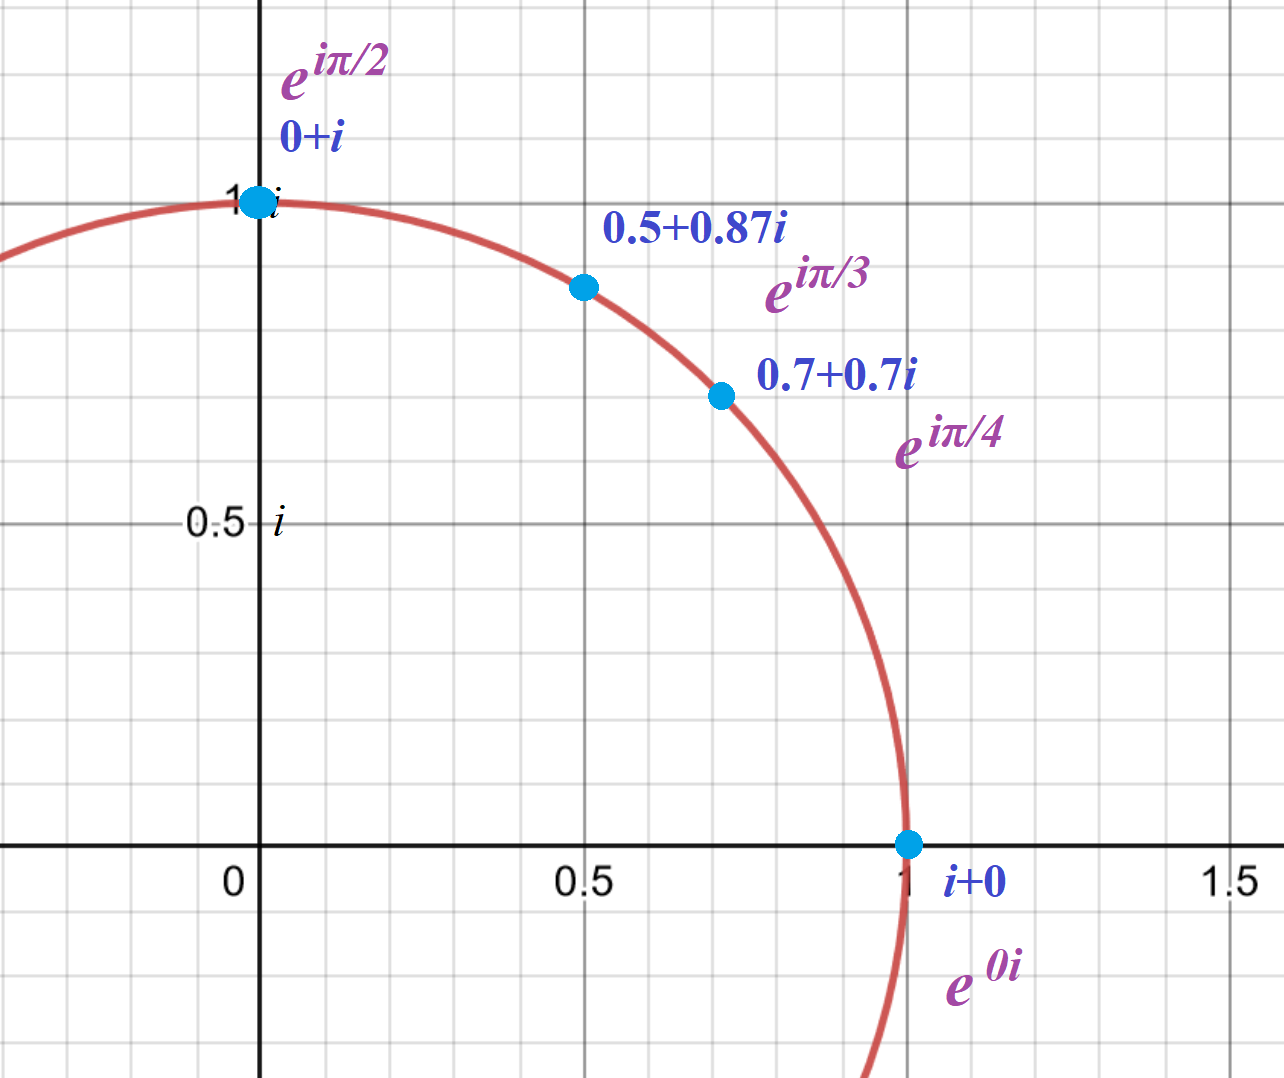 e^{iπ/2}
0+i
1 i
0.5+0.87i
e^{iπ/3}
0.7+0.7i
e^{iπ/4}
0.5 i
0 0.5 1 i+0 1.5
e^{0i}